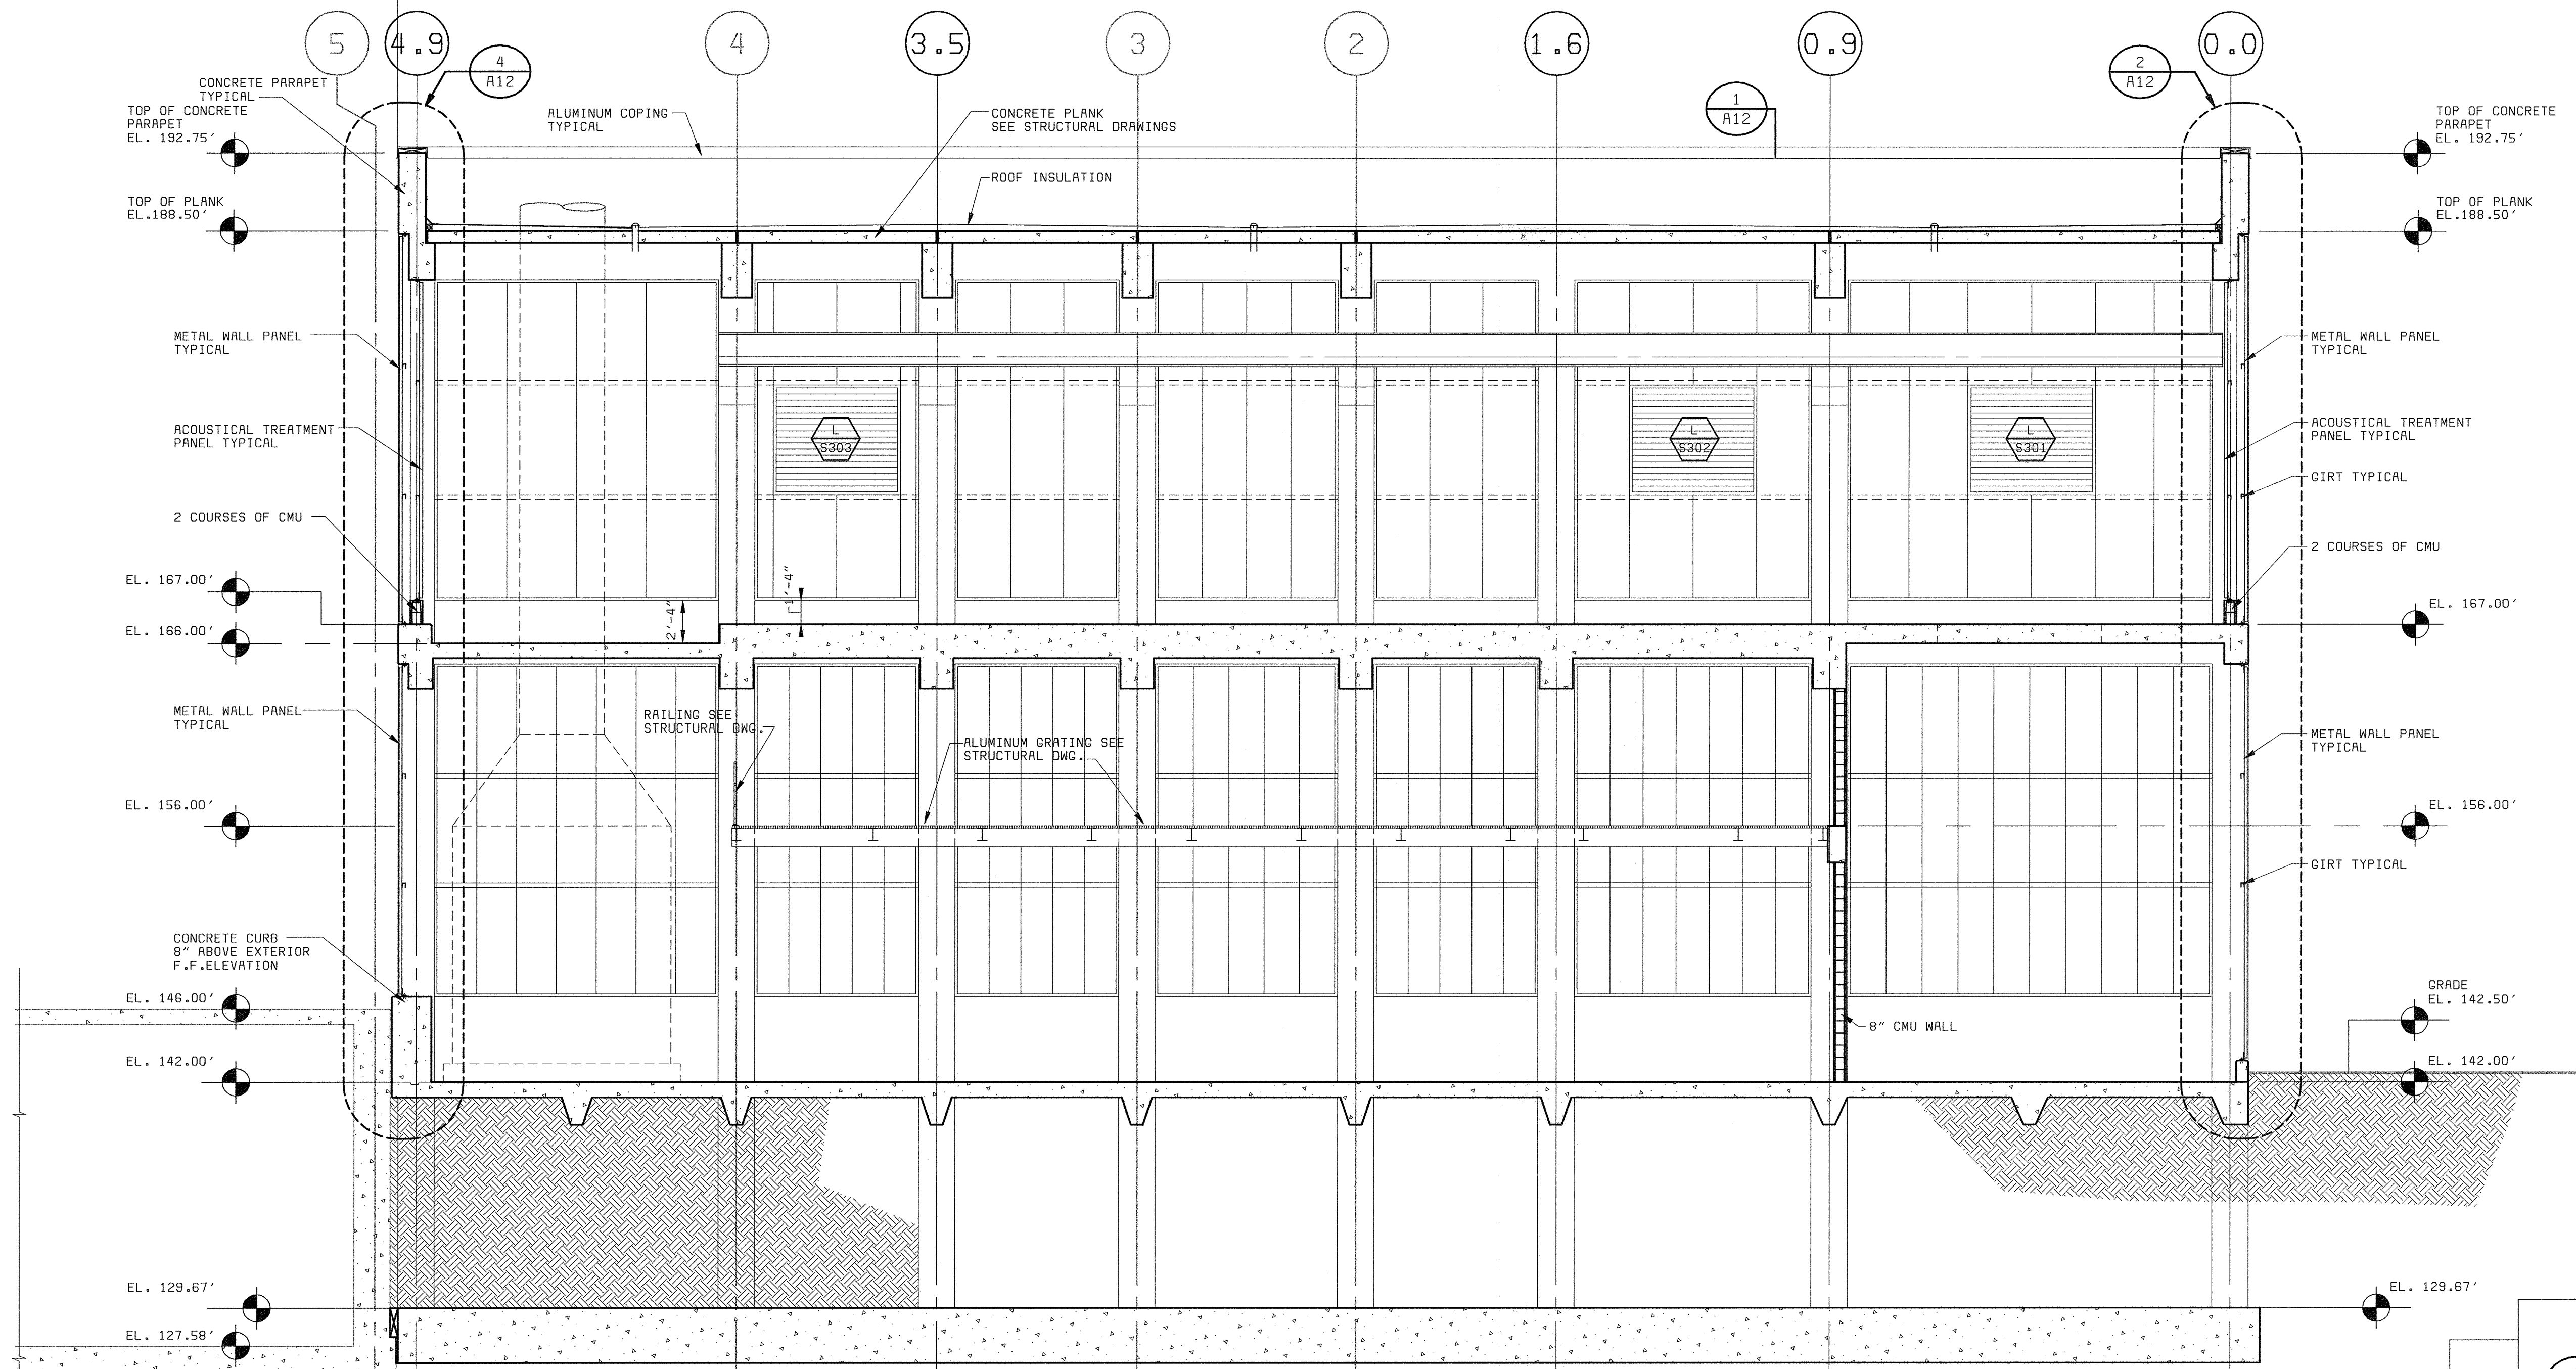 5
4.9
4
3.5
3
2
1.6
0.9
0.0
4
A12
2
A12
1
A12
CONCRETE PARAPET
TYPICAL
TOP OF CONCRETE
PARAPET
EL. 192.75'
ALUMINUM COPING
TYPICAL
CONCRETE PLANK
SEE STRUCTURAL DRAWINGS
TOP OF CONCRETE
PARAPET
EL. 192.75'
ROOF INSULATION
TOP OF PLANK
EL.188.50'
TOP OF PLANK
EL.188.50'
METAL WALL PANEL
TYPICAL
METAL WALL PANEL
TYPICAL
ACOUSTICAL TREATMENT
PANEL TYPICAL
L
S303
L
S302
L
S301
ACOUSTICAL TREATMENT
PANEL TYPICAL
GIRT TYPICAL
2 COURSES OF CMU
2 COURSES OF CMU
EL. 167.00'
2'-4"
1'-4"
EL. 167.00'
EL. 166.00'
METAL WALL PANEL
TYPICAL
RAILING SEE
STRUCTURAL DWG.
ALUMINUM GRATING SEE
STRUCTURAL DWG.
METAL WALL PANEL
TYPICAL
EL. 156.00'
EL. 156.00'
GIRT TYPICAL
CONCRETE CURB
8" ABOVE EXTERIOR
F.F.ELEVATION
EL. 146.00'
GRADE
EL. 142.50'
8" CMU WALL
EL. 142.00'
EL. 142.00'
EL. 129.67'
EL. 129.67'
EL. 127.58'